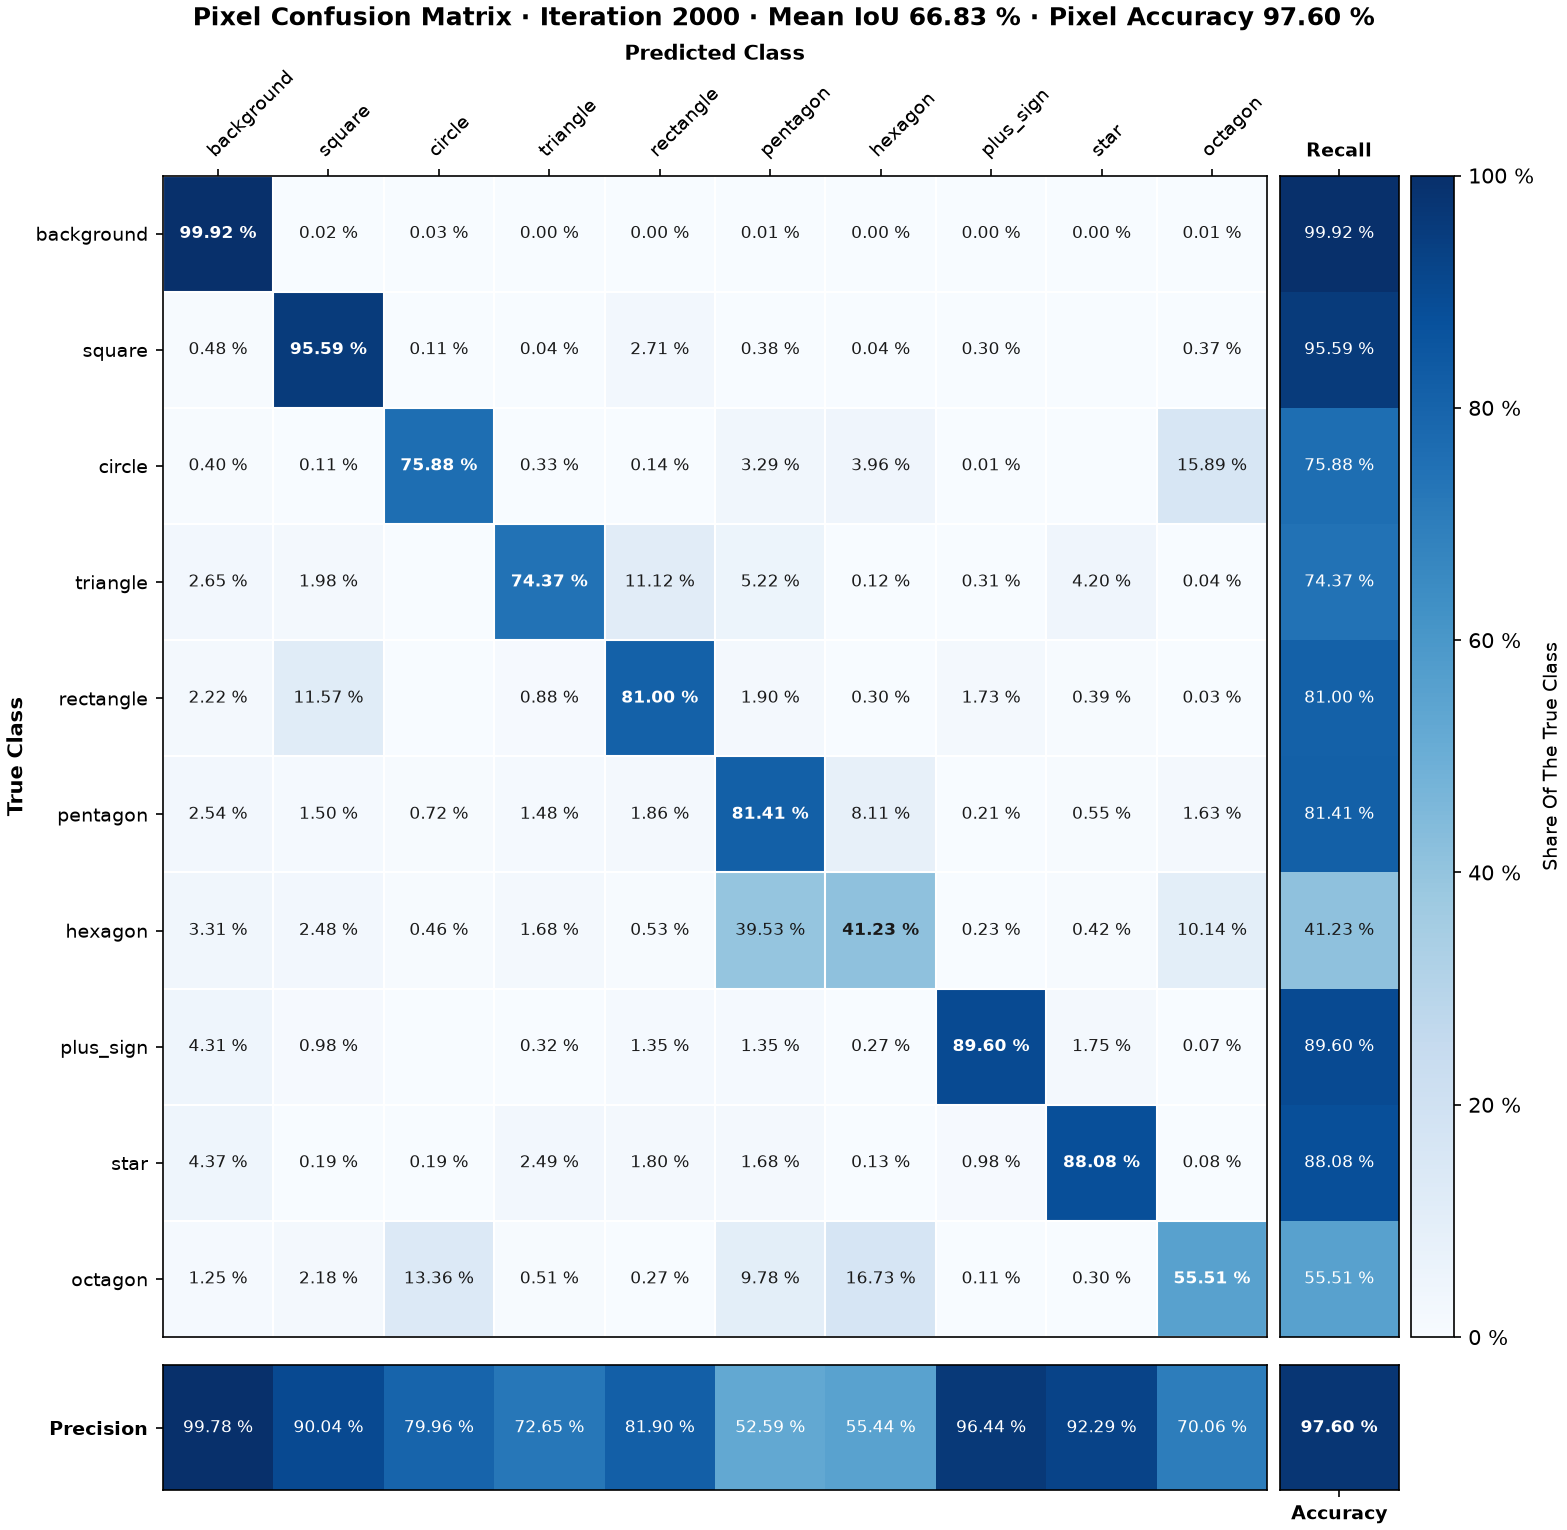 Pixel Confusion Matrix · Iteration 2000 · Mean IoU 66.83 % · Pixel Accuracy 97.60 %
Predicted Class
background square circle triangle rectangle pentagon hexagon plus_sign star octagon Recall
background 99.92 % 0.02 % 0.03 % 0.00 % 0.00 % 0.01 % 0.00 % 0.00 % 0.00 % 0.01 % 99.92 %
square 0.48 % 95.59 % 0.11 % 0.04 % 2.71 % 0.38 % 0.04 % 0.30 % 0.37 % 95.59 %
circle 0.40 % 0.11 % 75.88 % 0.33 % 0.14 % 3.29 % 3.96 % 0.01 % 15.89 % 75.88 %
triangle 2.65 % 1.98 % 74.37 % 11.12 % 5.22 % 0.12 % 0.31 % 4.20 % 0.04 % 74.37 %
rectangle 2.22 % 11.57 % 0.88 % 81.00 % 1.90 % 0.30 % 1.73 % 0.39 % 0.03 % 81.00 %
pentagon 2.54 % 1.50 % 0.72 % 1.48 % 1.86 % 81.41 % 8.11 % 0.21 % 0.55 % 1.63 % 81.41 %
hexagon 3.31 % 2.48 % 0.46 % 1.68 % 0.53 % 39.53 % 41.23 % 0.23 % 0.42 % 10.14 % 41.23 %
plus_sign 4.31 % 0.98 % 0.32 % 1.35 % 1.35 % 0.27 % 89.60 % 1.75 % 0.07 % 89.60 %
star 4.37 % 0.19 % 0.19 % 2.49 % 1.80 % 1.68 % 0.13 % 0.98 % 88.08 % 0.08 % 88.08 %
octagon 1.25 % 2.18 % 13.36 % 0.51 % 0.27 % 9.78 % 16.73 % 0.11 % 0.30 % 55.51 % 55.51 %
Precision 99.78 % 90.04 % 79.96 % 72.65 % 81.90 % 52.59 % 55.44 % 96.44 % 92.29 % 70.06 % 97.60 %
Accuracy
True Class
100 %
80 %
60 %
40 %
20 %
0 %
Share Of The True Class